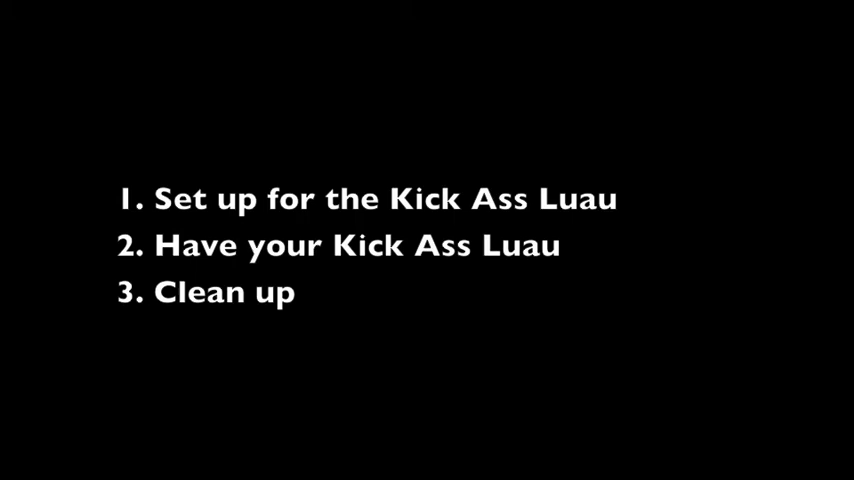 1. Set up for the Kick Ass Luau
2. Have your Kick Ass Luau
3. Clean up